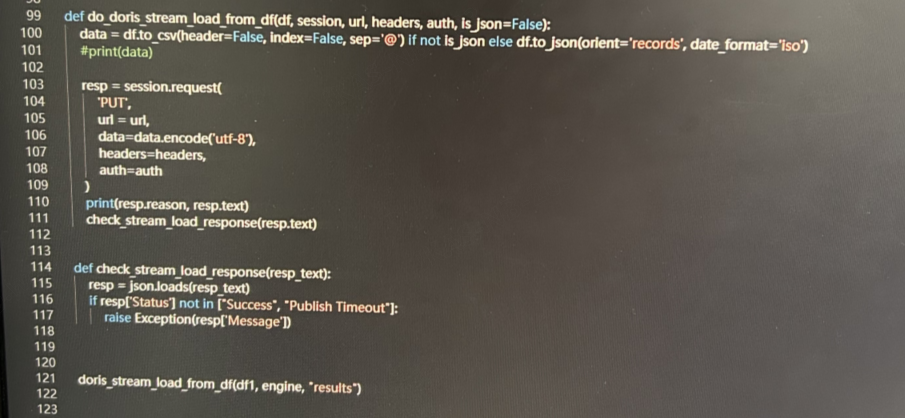 99 def do_doris_stream_load_from_df(df, session, url, headers, auth, is_json=False):
100 data = df.to_csv(header=False, index=False, sep='@') if not is_json else df.to_json(orient='records', date_format='iso')
101 #print(data)
102
103 resp = session.request(
104 'PUT',
105 url = url,
106 data=data.encode('utf-8'),
107 headers=headers,
108 auth=auth
109 )
110 print(resp.reason, resp.text)
111 check_stream_load_response(resp.text)
112
113
114 def check_stream_load_response(resp_text):
115 resp = json.loads(resp_text)
116 if resp['Status'] not in ["Success", "Publish Timeout"]:
117 raise Exception(resp['Message'])
118
119
120
121 doris_stream_load_from_df(df1, engine, "results")
122
123